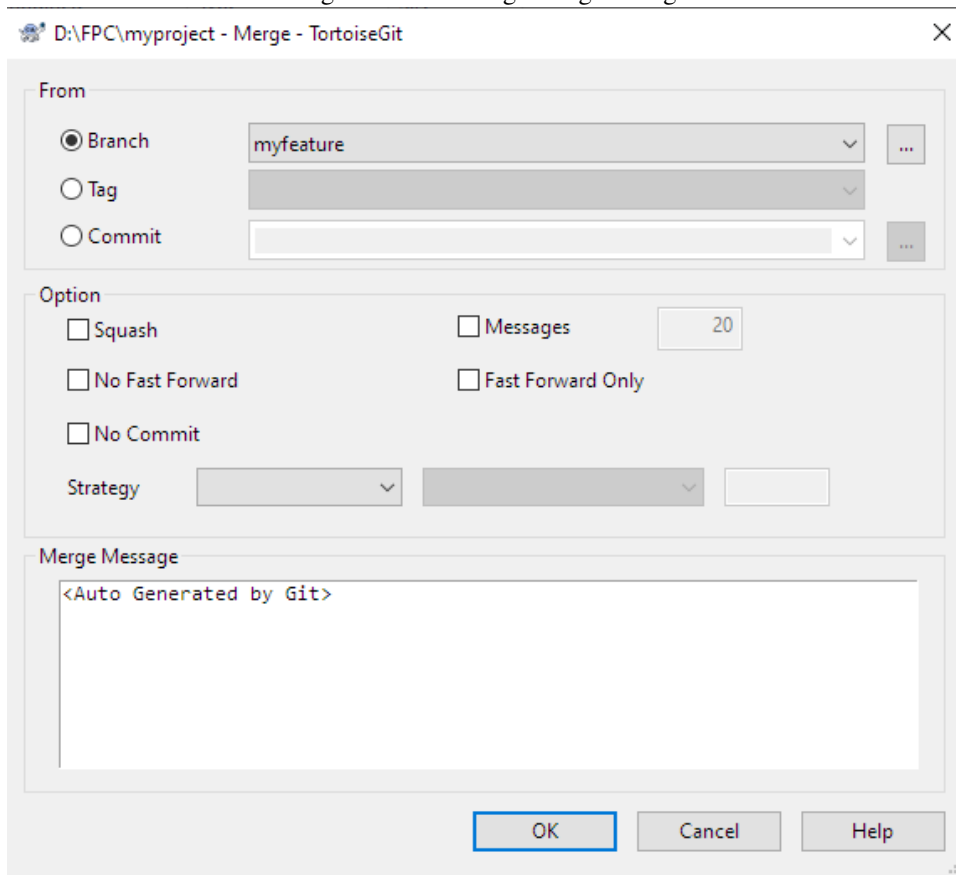 D:\FPC\myproject - Merge - TortoiseGit
From
Branch
myfeature
...
Tag
Commit
...
Option
Squash
Messages
20
No Fast Forward
Fast Forward Only
No Commit
Strategy
Merge Message
<Auto Generated by Git>
OK
Cancel
Help